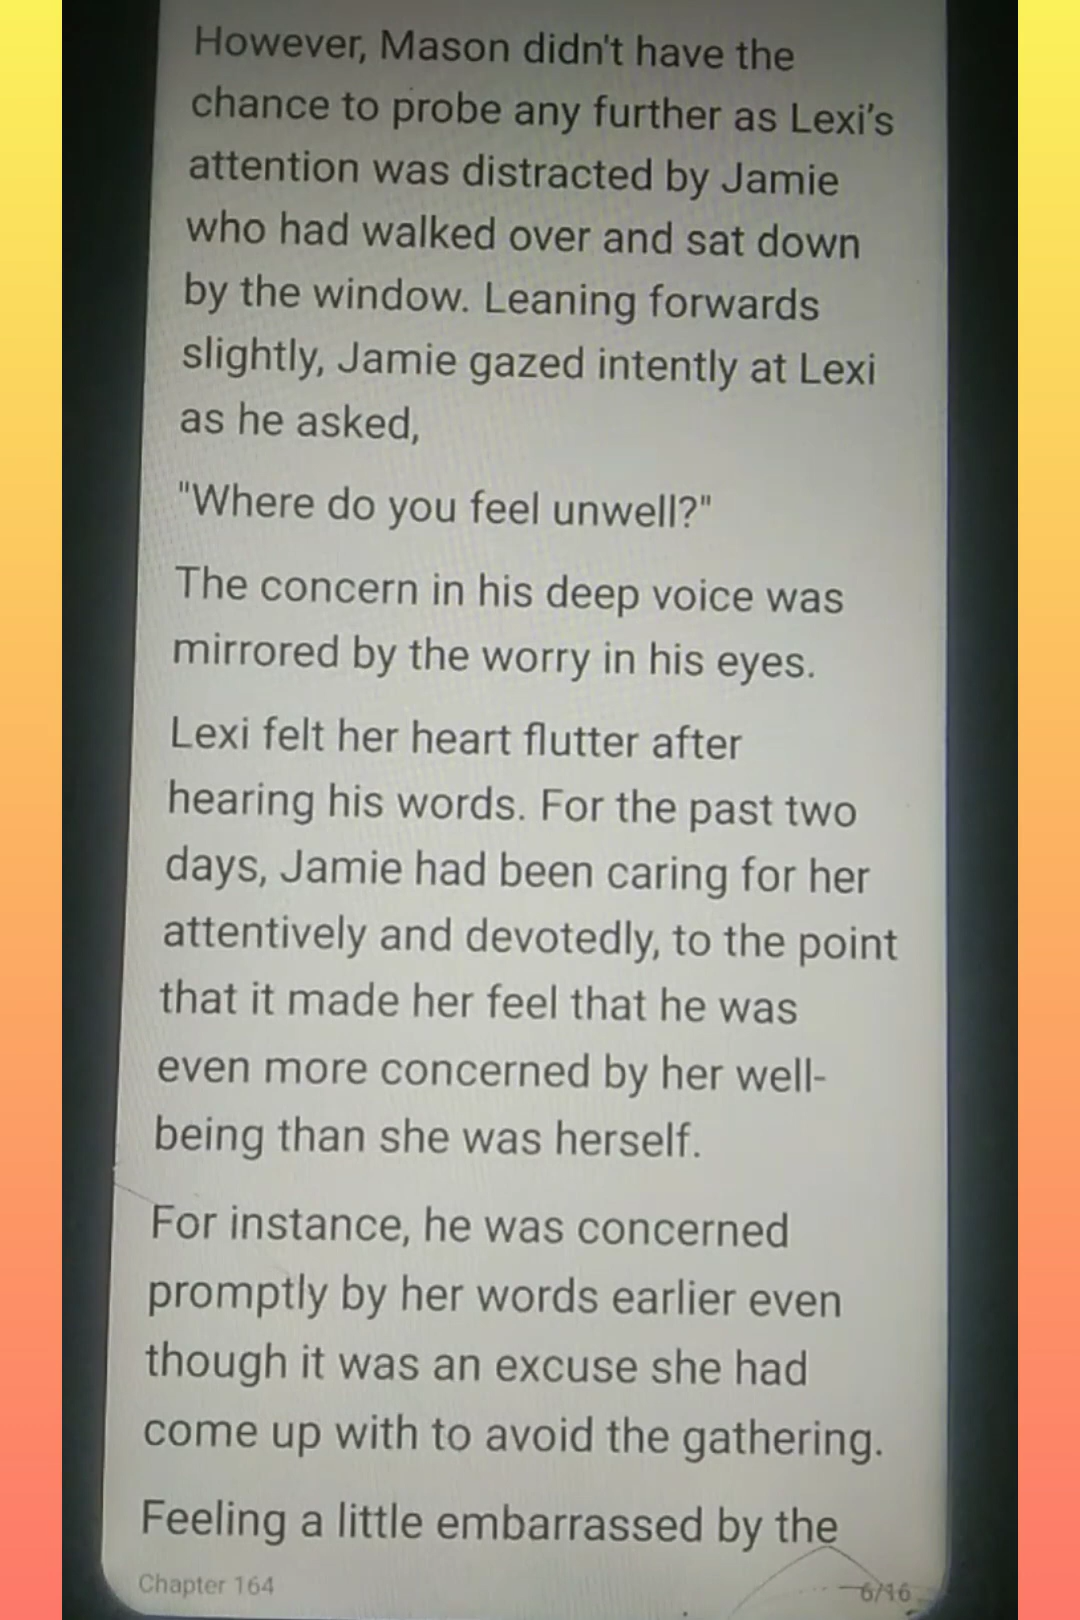 However, Mason didn't have the
chance to probe any further as Lexi's
attention was distracted by Jamie
who had walked over and sat down
by the window. Leaning forwards
slightly, Jamie gazed intently at Lexi
as he asked,
"Where do you feel unwell?"
The concern in his deep voice was
mirrored by the worry in his eyes.
Lexi felt her heart flutter after
hearing his words. For the past two
days, Jamie had been caring for her
attentively and devotedly, to the point
that it made her feel that he was
even more concerned by her well-
being than she was herself.
For instance, he was concerned
promptly by her words earlier even
though it was an excuse she had
come up with to avoid the gathering.
Feeling a little embarrassed by the
Chapter 164
6/16